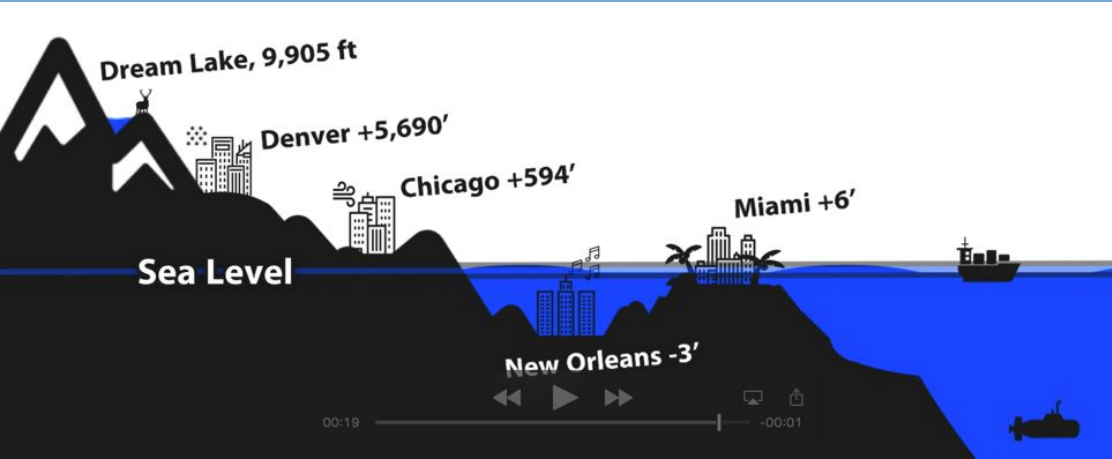 Dream Lake, 9,905 ft
Denver +5,690′
Chicago +594′
Miami +6′
Sea Level
New Orleans -3′
00:19
-00:01